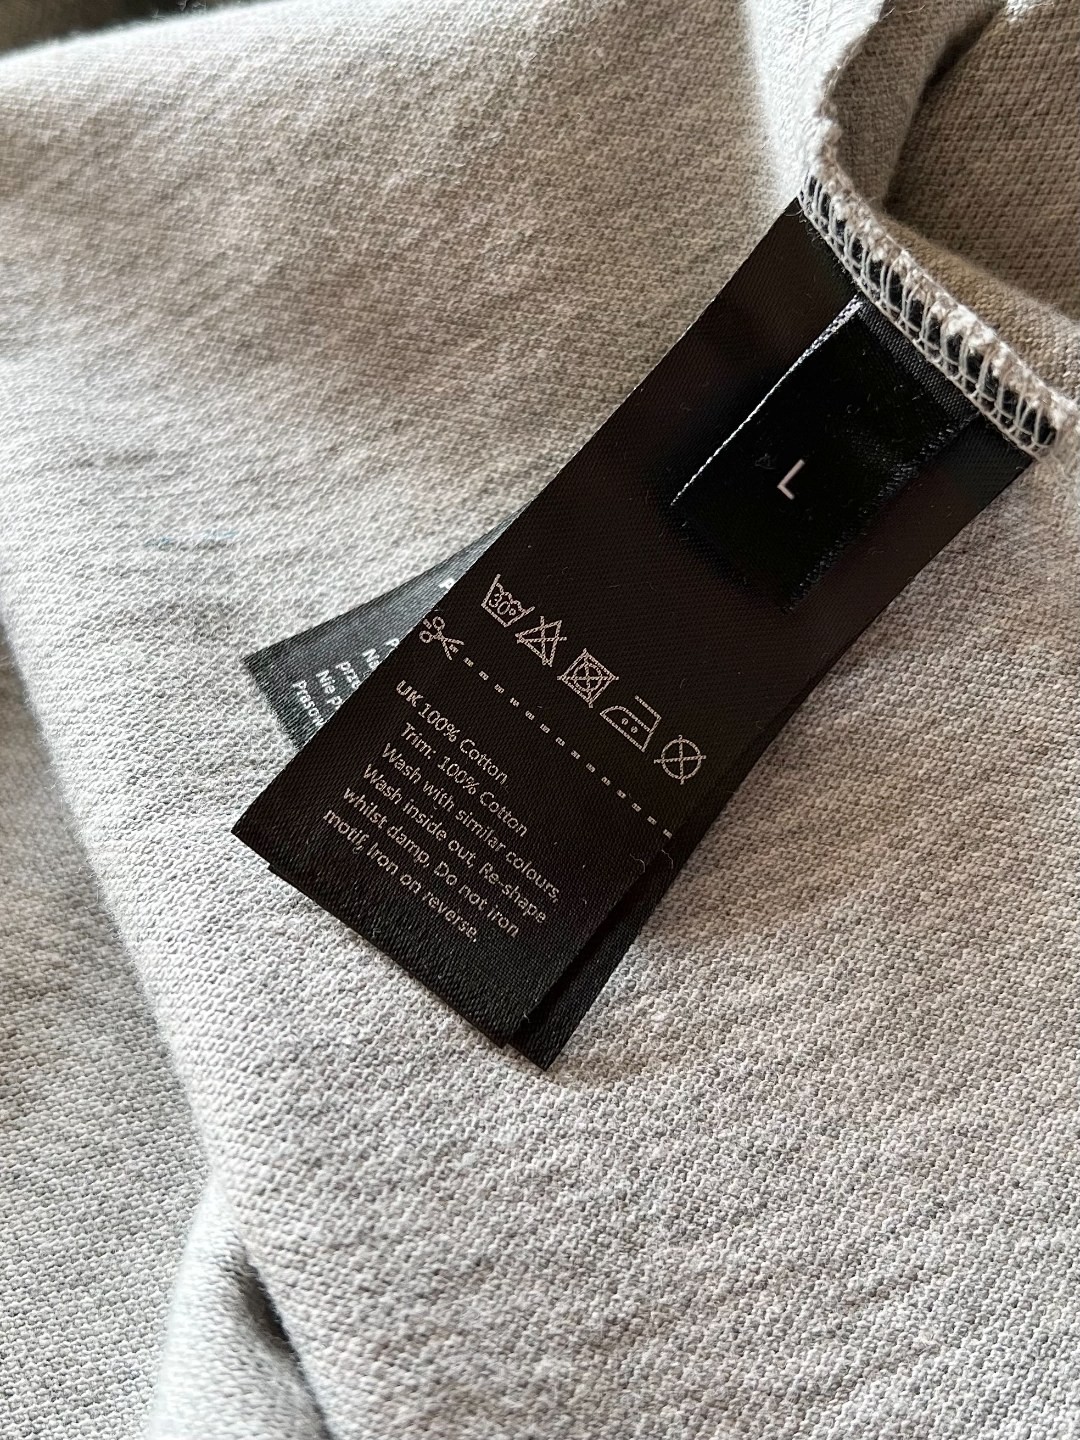 L
30°
UK 100% Cotton
Trim: 100% Cotton
Wash with similar colours,
Wash inside out, Re-shape
whilst damp, Do not iron
motif, Iron on reverse.
Nie